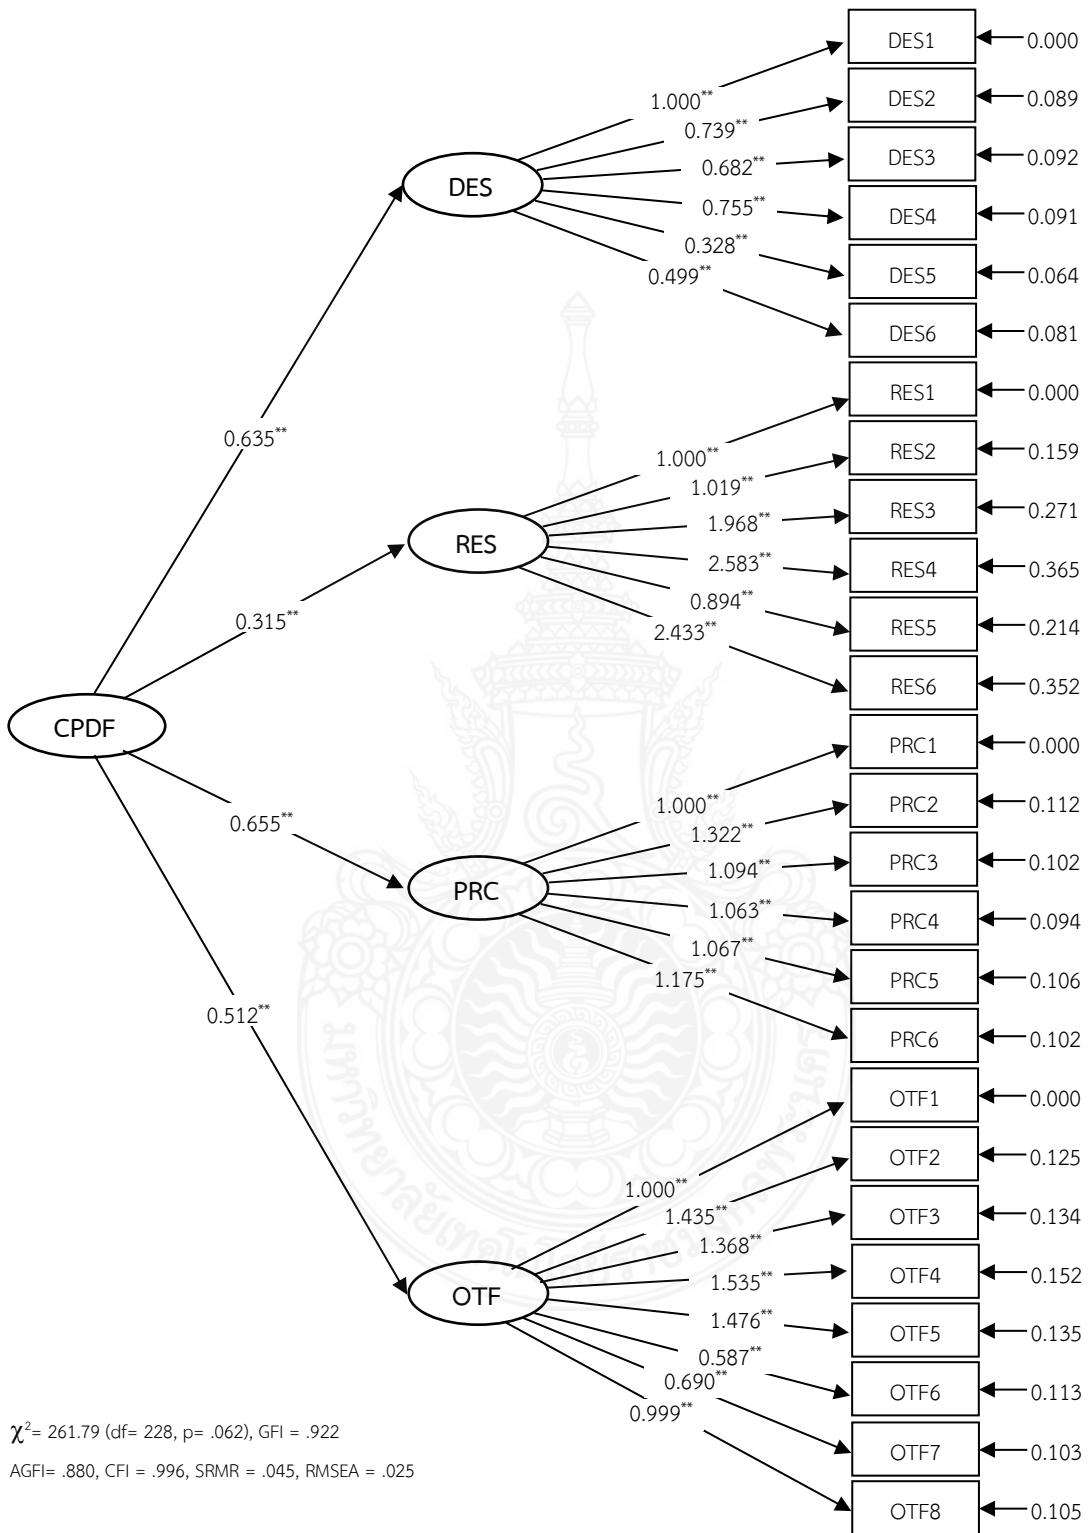 DES1
0.000
DES2
0.089
DES3
0.092
DES4
0.091
DES5
0.064
DES6
0.081
1.000**
0.739**
0.682**
0.755**
0.328**
0.499**
DES
0.635**
RES1
0.000
RES2
0.159
RES3
0.271
RES4
0.365
RES5
0.214
RES6
0.352
1.000**
1.019**
1.968**
2.583**
0.894**
2.433**
RES
0.315**
CPDF
PRC1
0.000
PRC2
0.112
PRC3
0.102
PRC4
0.094
PRC5
0.106
PRC6
0.102
1.000**
1.322**
1.094**
1.063**
1.067**
1.175**
PRC
0.655**
0.512**
OTF1
0.000
OTF2
0.125
OTF3
0.134
OTF4
0.152
OTF5
0.135
OTF6
0.113
OTF7
0.103
OTF8
0.105
1.000**
1.435**
1.368**
1.535**
1.476**
0.587**
0.690**
0.999**
OTF
χ²= 261.79 (df= 228, p= .062), GFI = .922
AGFI= .880, CFI = .996, SRMR = .045, RMSEA = .025